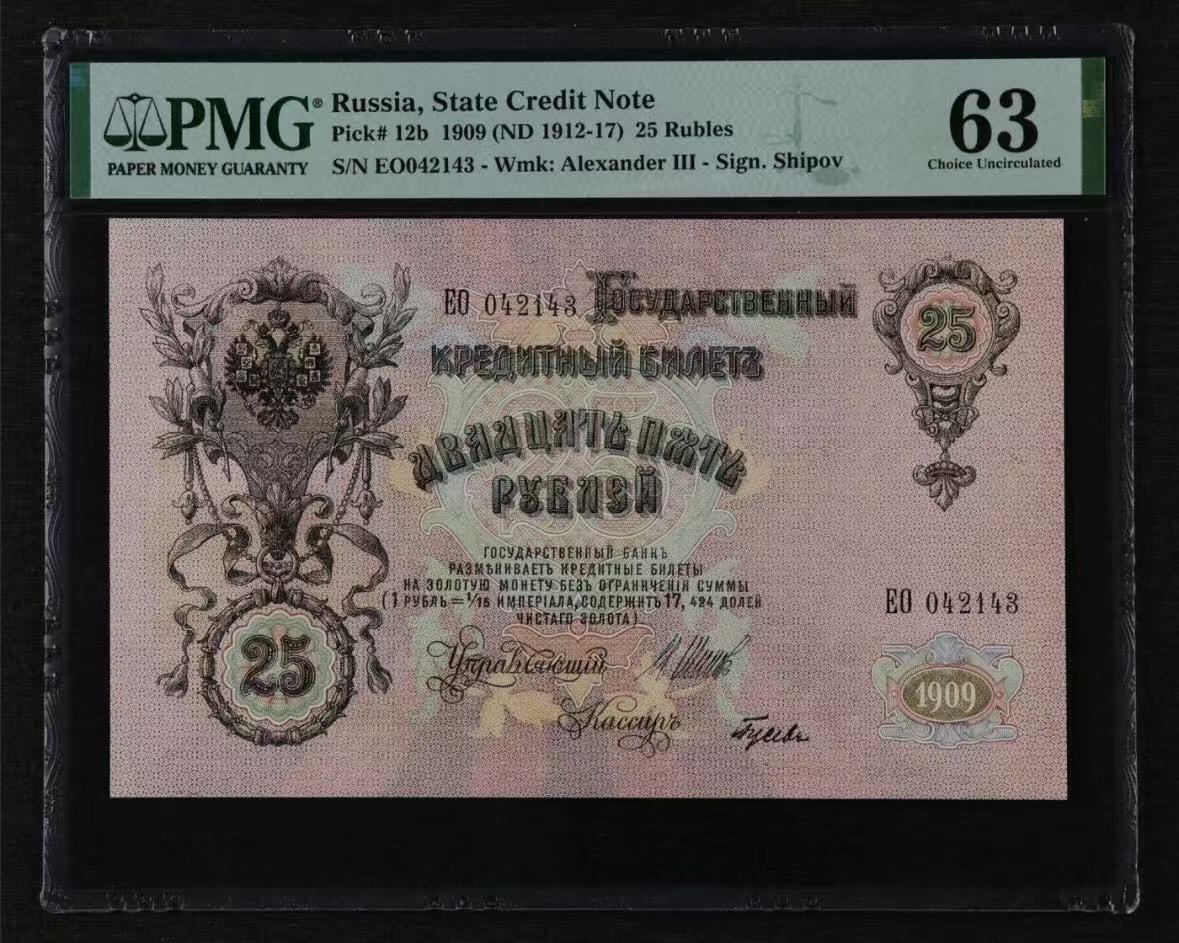 PMG®
PAPER MONEY GUARANTY
Russia, State Credit Note
Pick# 12b 1909 (ND 1912-17) 25 Rubles
S/N EO042143 - Wmk: Alexander III - Sign. Shipov
63
Choice Uncirculated
ЕО 042143 ГОСУДАРСТВЕННЫЙ
КРЕДИТНЫЙ БИЛЕТЪ
25
ДВАДЦАТЬ ПЯТЬ
РУБЛЕЙ
ГОСУДАРСТВЕННЫЙ БАНКЪ
РАЗМѢНИВАЕТЪ КРЕДИТНЫЕ БИЛЕТЫ
НА ЗОЛОТУЮ МОНЕТУ БЕЗЪ ОГРАНИЧЕНІЯ СУММЫ
(1 РУБЛЬ = 1/15 ИМПЕРІАЛА, СОДЕРЖИТЪ 17, 424 ДОЛЕЙ
ЧИСТАГО ЗОЛОТА)
ЕО 042143
25
Управляющій
Кассиръ
1909